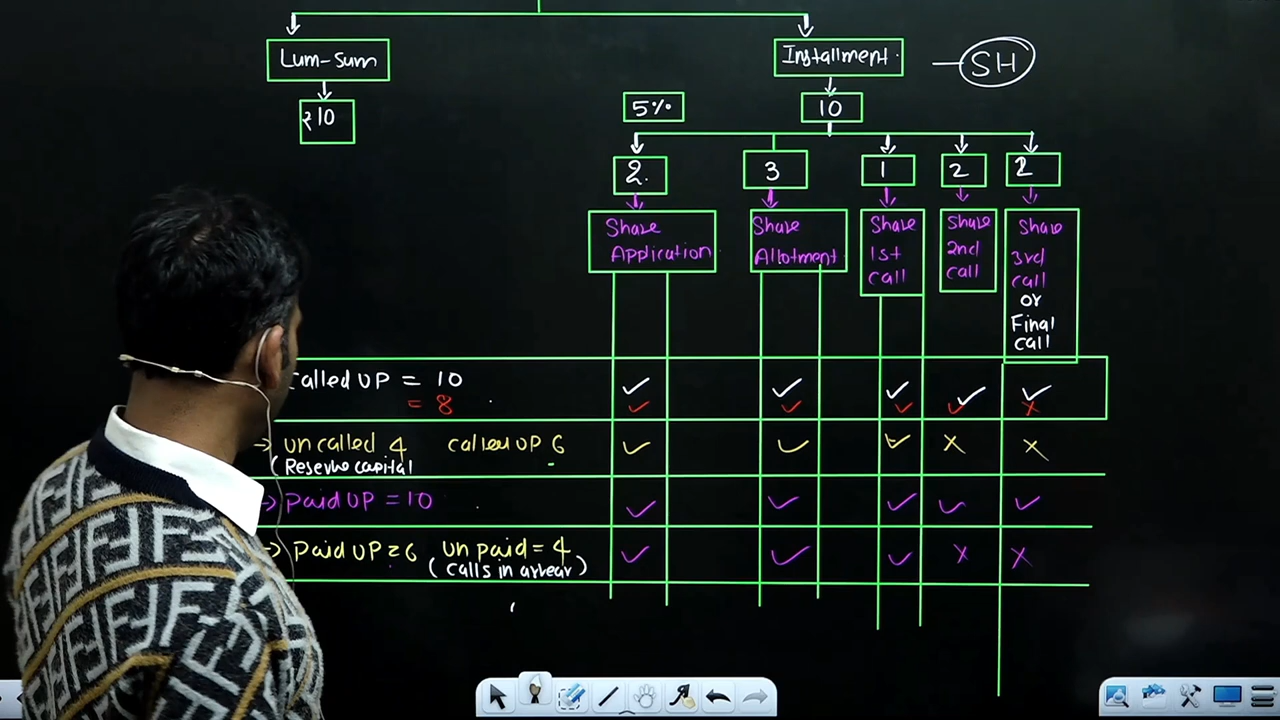 Lum-Sum
Installment
SH
₹10
5%
10
2
3
1
2
2
Share
Application
Share
Allotment
Share
1st
call
Share
2nd
call
Share
3rd
call
or
Final
call
Called UP = 10
= 8
→ uncalled 4 called up 6
(Reserve capital
→ paid up = 10
→ paid up = 6 (un paid = 4
calls in arrear)